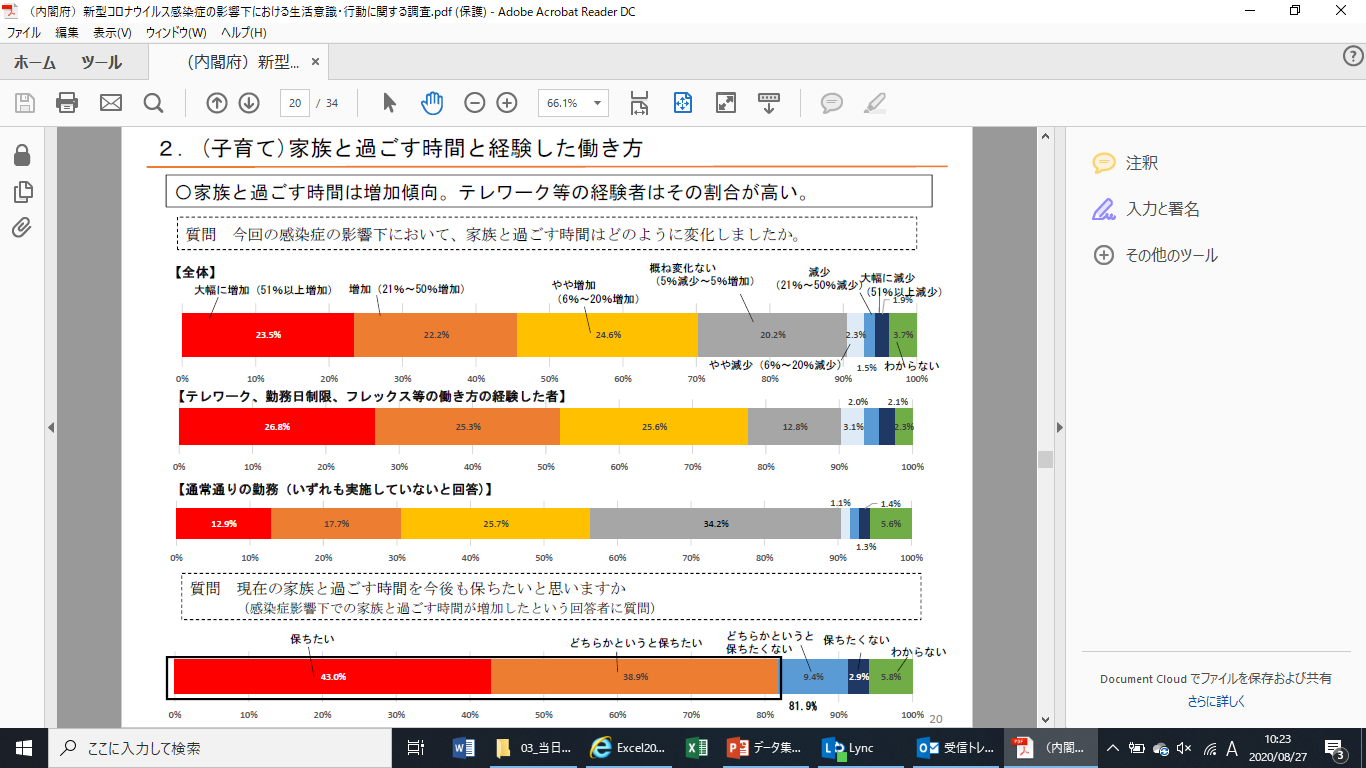 （内閣府）新型コロナウイルス感染症の影響下における生活意識・行動に関する調査.pdf (保護) - Adobe Acrobat Reader DC
ファイル 編集 表示(V) ウィンドウ(W) ヘルプ(H)
ホーム ツール （内閣府）新型... ×
20 / 34 66.1%
２．（子育て）家族と過ごす時間と経験した働き方
○家族と過ごす時間は増加傾向。テレワーク等の経験者はその割合が高い。
質問　今回の感染症の影響下において、家族と過ごす時間はどのように変化しましたか。
【全体】
大幅に増加（51％以上増加）
増加（21％～50％増加）
やや増加
（6％～20％増加）
概ね変化ない
（5％減少～5％増加）
減少
（21％～50％減少）
大幅に減少
（51％以上減少）
1.9%
23.5% 22.2% 24.6% 20.2% 2.3% 3.7%
やや減少（6％～20％減少） 1.5% わからない
0% 10% 20% 30% 40% 50% 60% 70% 80% 90% 100%
【テレワーク、勤務日制限、フレックス等の働き方の経験した者】
2.0% 2.1%
26.8% 25.3% 25.6% 12.8% 3.1% 2.3%
0% 10% 20% 30% 40% 50% 60% 70% 80% 90% 100%
【通常通りの勤務（いずれも実施していないと回答）】
1.1% 1.4%
12.9% 17.7% 25.7% 34.2% 5.6%
1.3%
0% 10% 20% 30% 40% 50% 60% 70% 80% 90% 100%
質問　現在の家族と過ごす時間を今後も保ちたいと思いますか
（感染症影響下での家族と過ごす時間が増加したという回答者に質問）
保ちたい
どちらかというと保ちたい
どちらかというと
保ちたくない
保ちたくない
わからない
43.0% 38.9% 9.4% 2.9% 5.8%
81.9%
0% 10% 20% 30% 40% 50% 60% 70% 80% 90% 100%
20
注釈
入力と署名
その他のツール
Document Cloud でファイルを保存および共有
さらに詳しく
ここに入力して検索
03_当日... Excel20... データ集... Lync 受信トレ... （内閣... A
10:23
2020/08/27
3